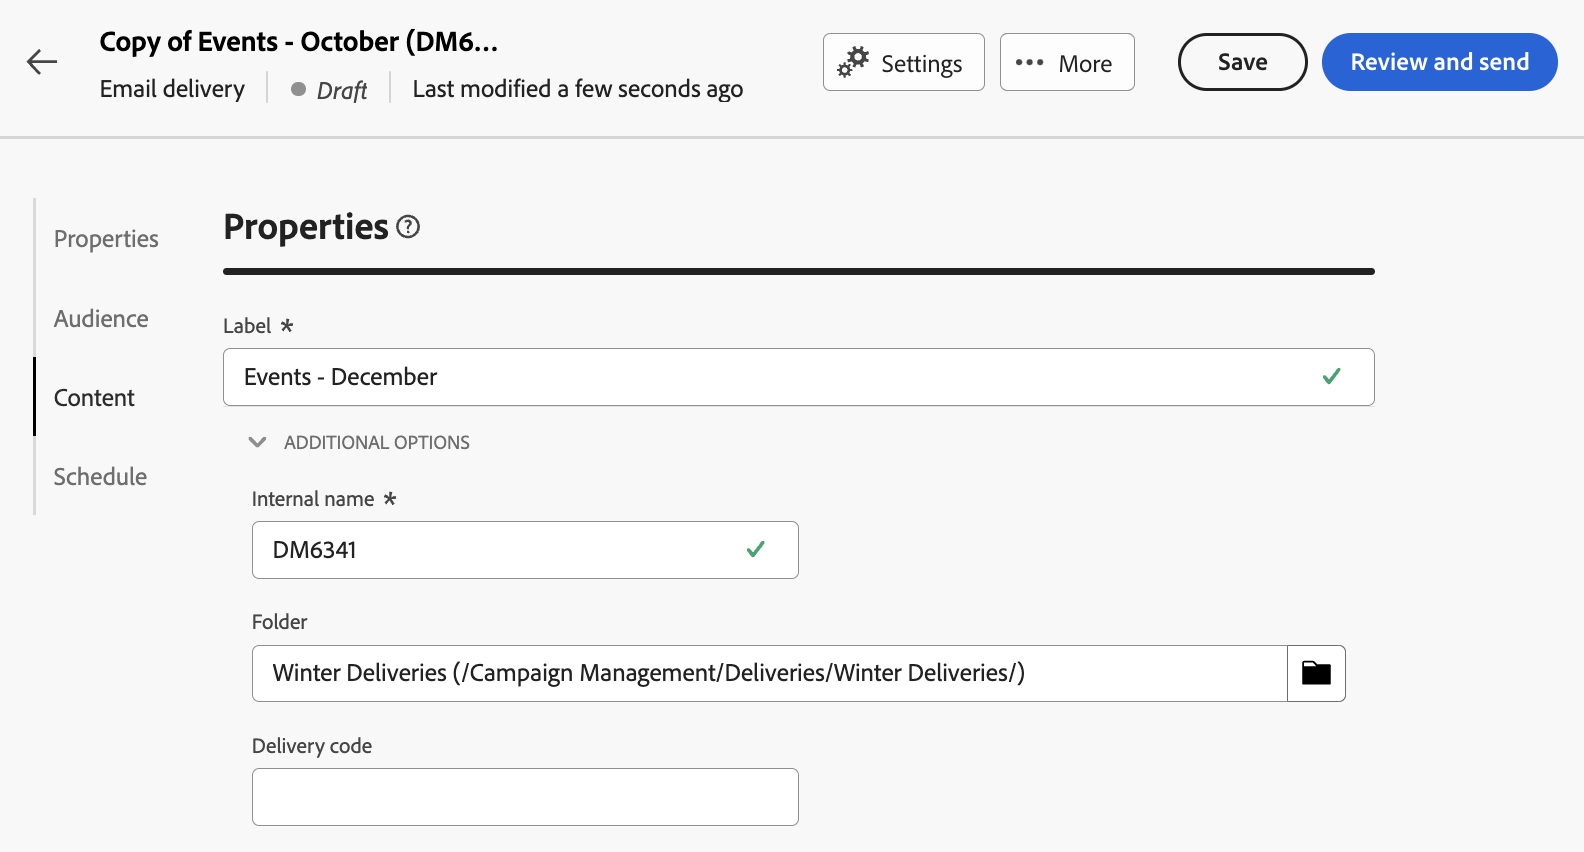 Copy of Events - October (DM6...
Email delivery
Draft
Last modified a few seconds ago
Settings
More
Save
Review and send
Properties
Audience
Content
Schedule
Properties
Label *
Events - December
ADDITIONAL OPTIONS
Internal name *
DM6341
Folder
Winter Deliveries (/Campaign Management/Deliveries/Winter Deliveries/)
Delivery code